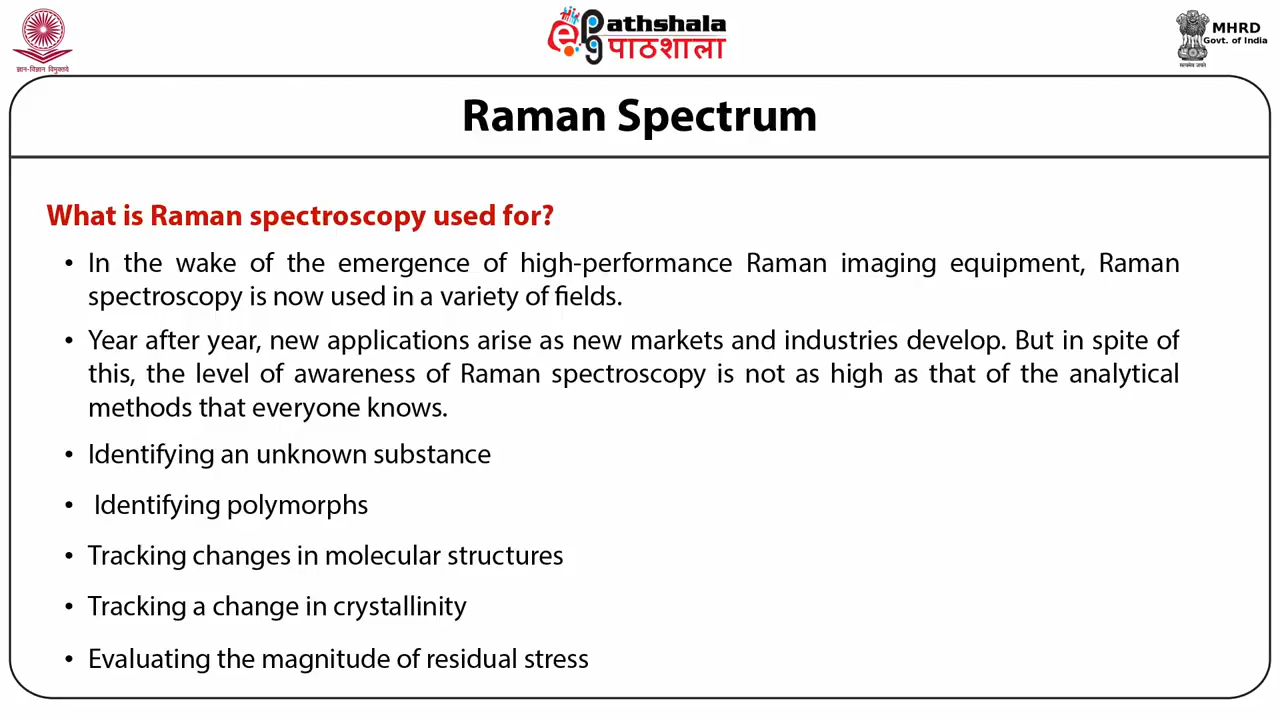 ज्ञान-विज्ञान विमुक्तये
ePathshala
पाठशाला
MHRD
Govt. of India
सत्यमेव जयते
Raman Spectrum
What is Raman spectroscopy used for?
• In the wake of the emergence of high-performance Raman imaging equipment, Raman
spectroscopy is now used in a variety of fields.
• Year after year, new applications arise as new markets and industries develop. But in spite of
this, the level of awareness of Raman spectroscopy is not as high as that of the analytical
methods that everyone knows.
• Identifying an unknown substance
• Identifying polymorphs
• Tracking changes in molecular structures
• Tracking a change in crystallinity
• Evaluating the magnitude of residual stress